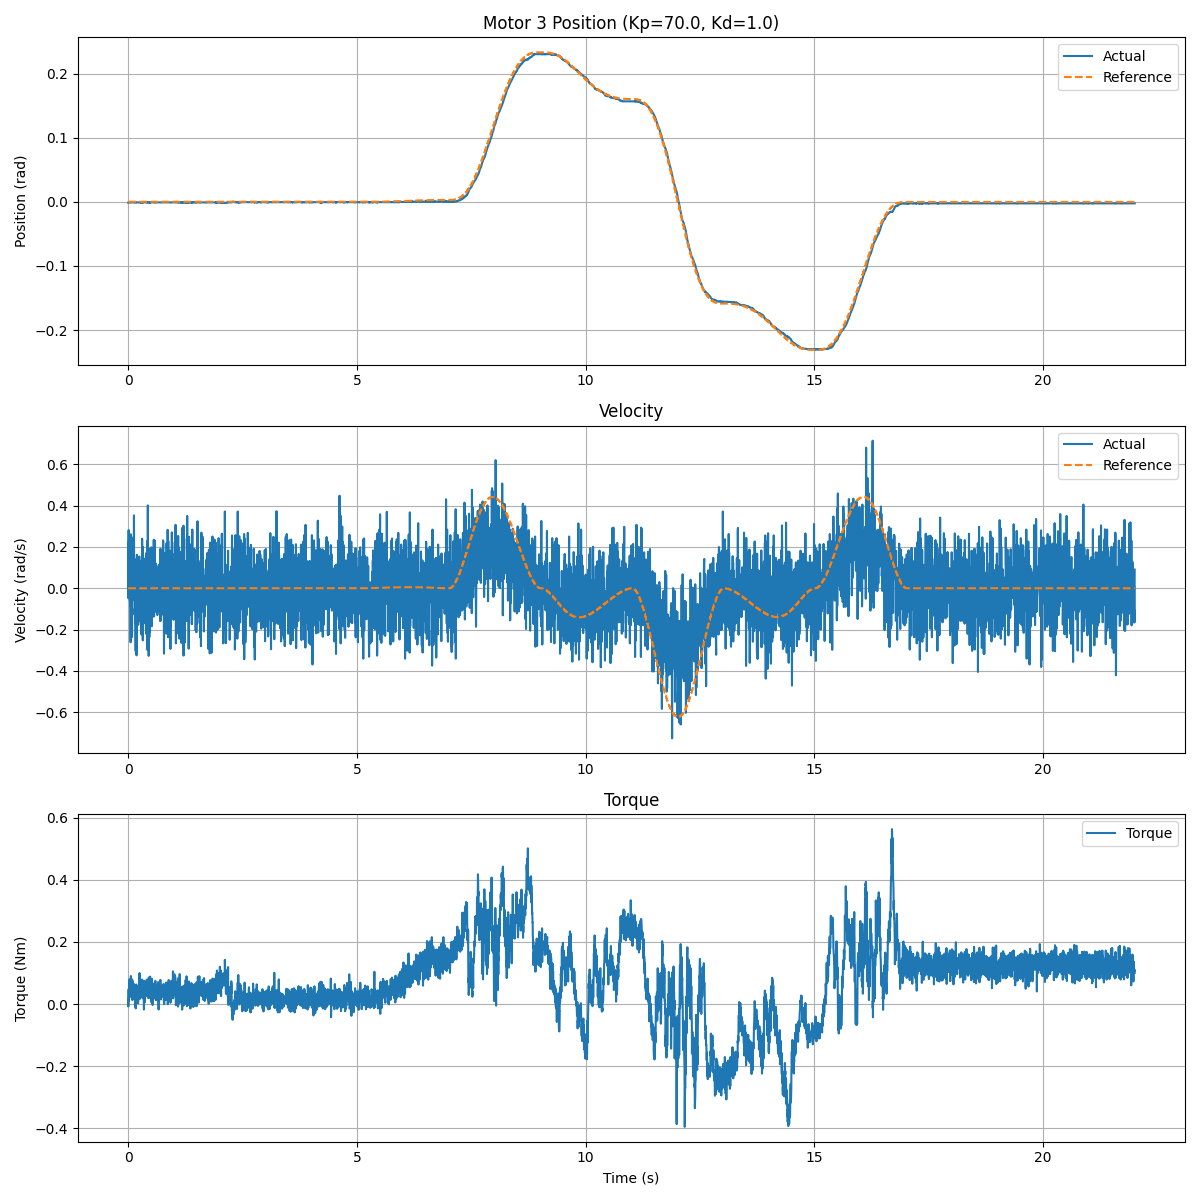 Motor 3 Position (Kp=70.0, Kd=1.0)
Position (rad)
0.2
0.1
0.0
−0.1
−0.2
Actual
Reference
0 5 10 15 20
Velocity
Velocity (rad/s)
0.6
0.4
0.2
0.0
−0.2
−0.4
−0.6
Actual
Reference
0 5 10 15 20
Torque
Torque (Nm)
0.6
0.4
0.2
0.0
−0.2
−0.4
Torque
0 5 10 15 20
Time (s)